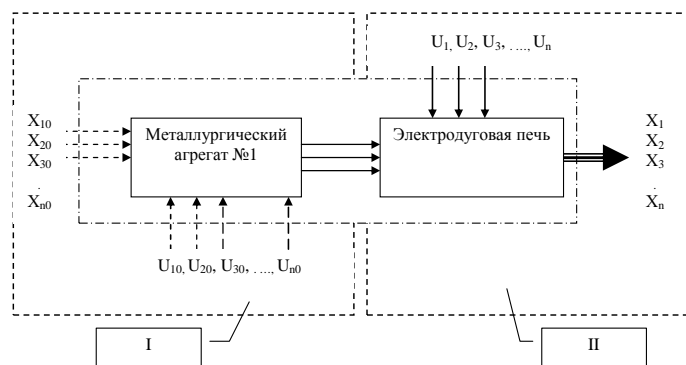 U1, U2, U3, ...., Un
X10
X20
X30
.
Xn0
Металлургический
агрегат №1
Электродуговая печь
X1
X2
X3
.
Xn
U10, U20, U30, ....., Un0
I
II